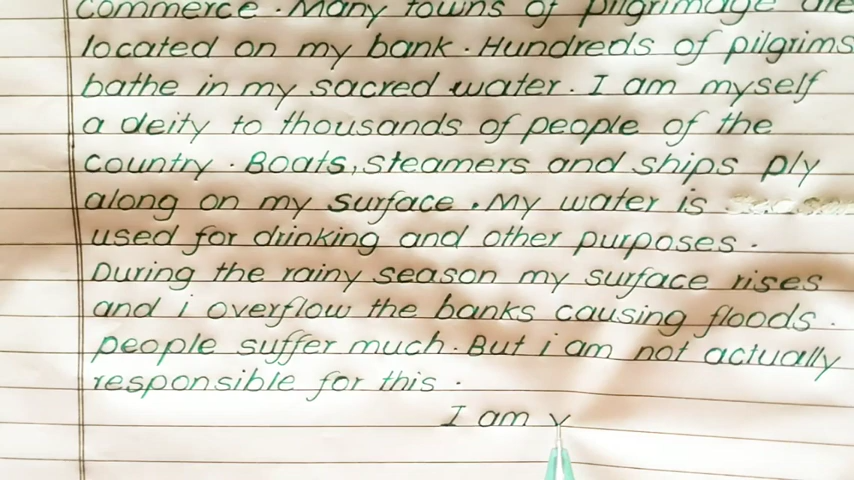 commerce. Many towns of pilgrimage are
located on my bank. Hundreds of pilgrims
bathe in my sacred water. I am myself
a deity to thousands of people of the
country. Boats, steamers and ships ply
along on my surface. My water is
used for drinking and other purposes.
During the rainy season my surface rises
and i overflow the banks causing floods.
people suffer much. But i am not actually
responsible for this.
I am v